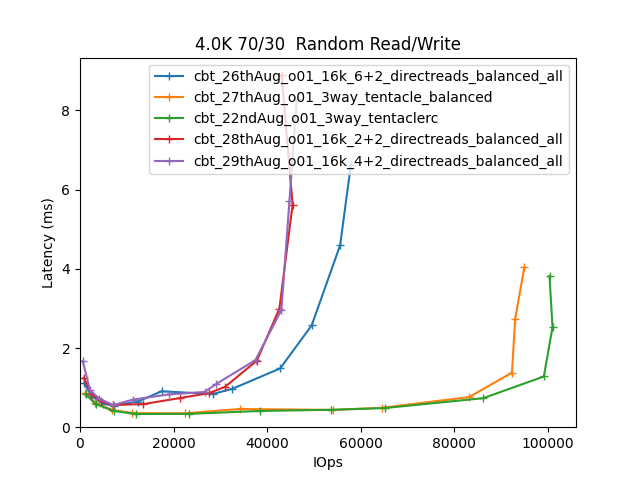 4.0K 70/30  Random Read/Write
cbt_26thAug_o01_16k_6+2_directreads_balanced_all
cbt_27thAug_o01_3way_tentacle_balanced
cbt_22ndAug_o01_3way_tentaclerc
cbt_28thAug_o01_16k_2+2_directreads_balanced_all
cbt_29thAug_o01_16k_4+2_directreads_balanced_all
Latency (ms)
8
6
4
2
0
0 20000 40000 60000 80000 100000
IOps